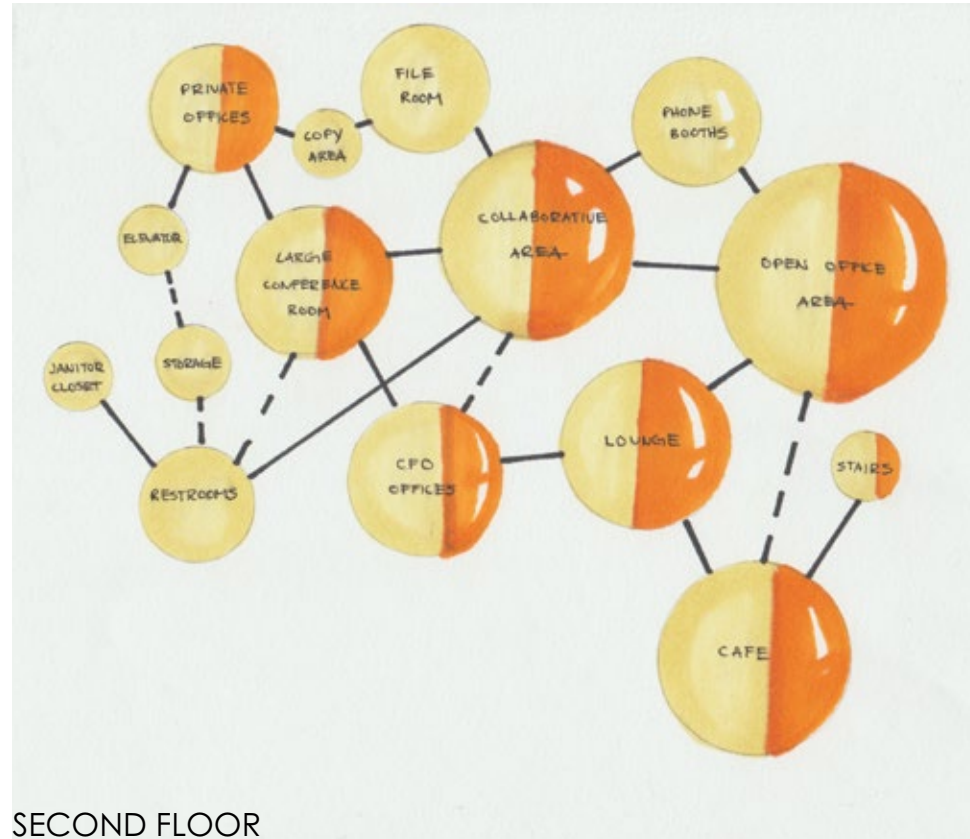 PRIVATE
OFFICES
COPY
AREA
FILE
ROOM
PHONE
BOOTHS
ELEVATOR
LARGE
CONFERENCE
ROOM
COLLABORATIVE
AREA
OPEN OFFICE
AREA
JANITOR
CLOSET
STORAGE
RESTROOMS
CFO
OFFICES
LOUNGE
STAIRS
CAFE
SECOND FLOOR